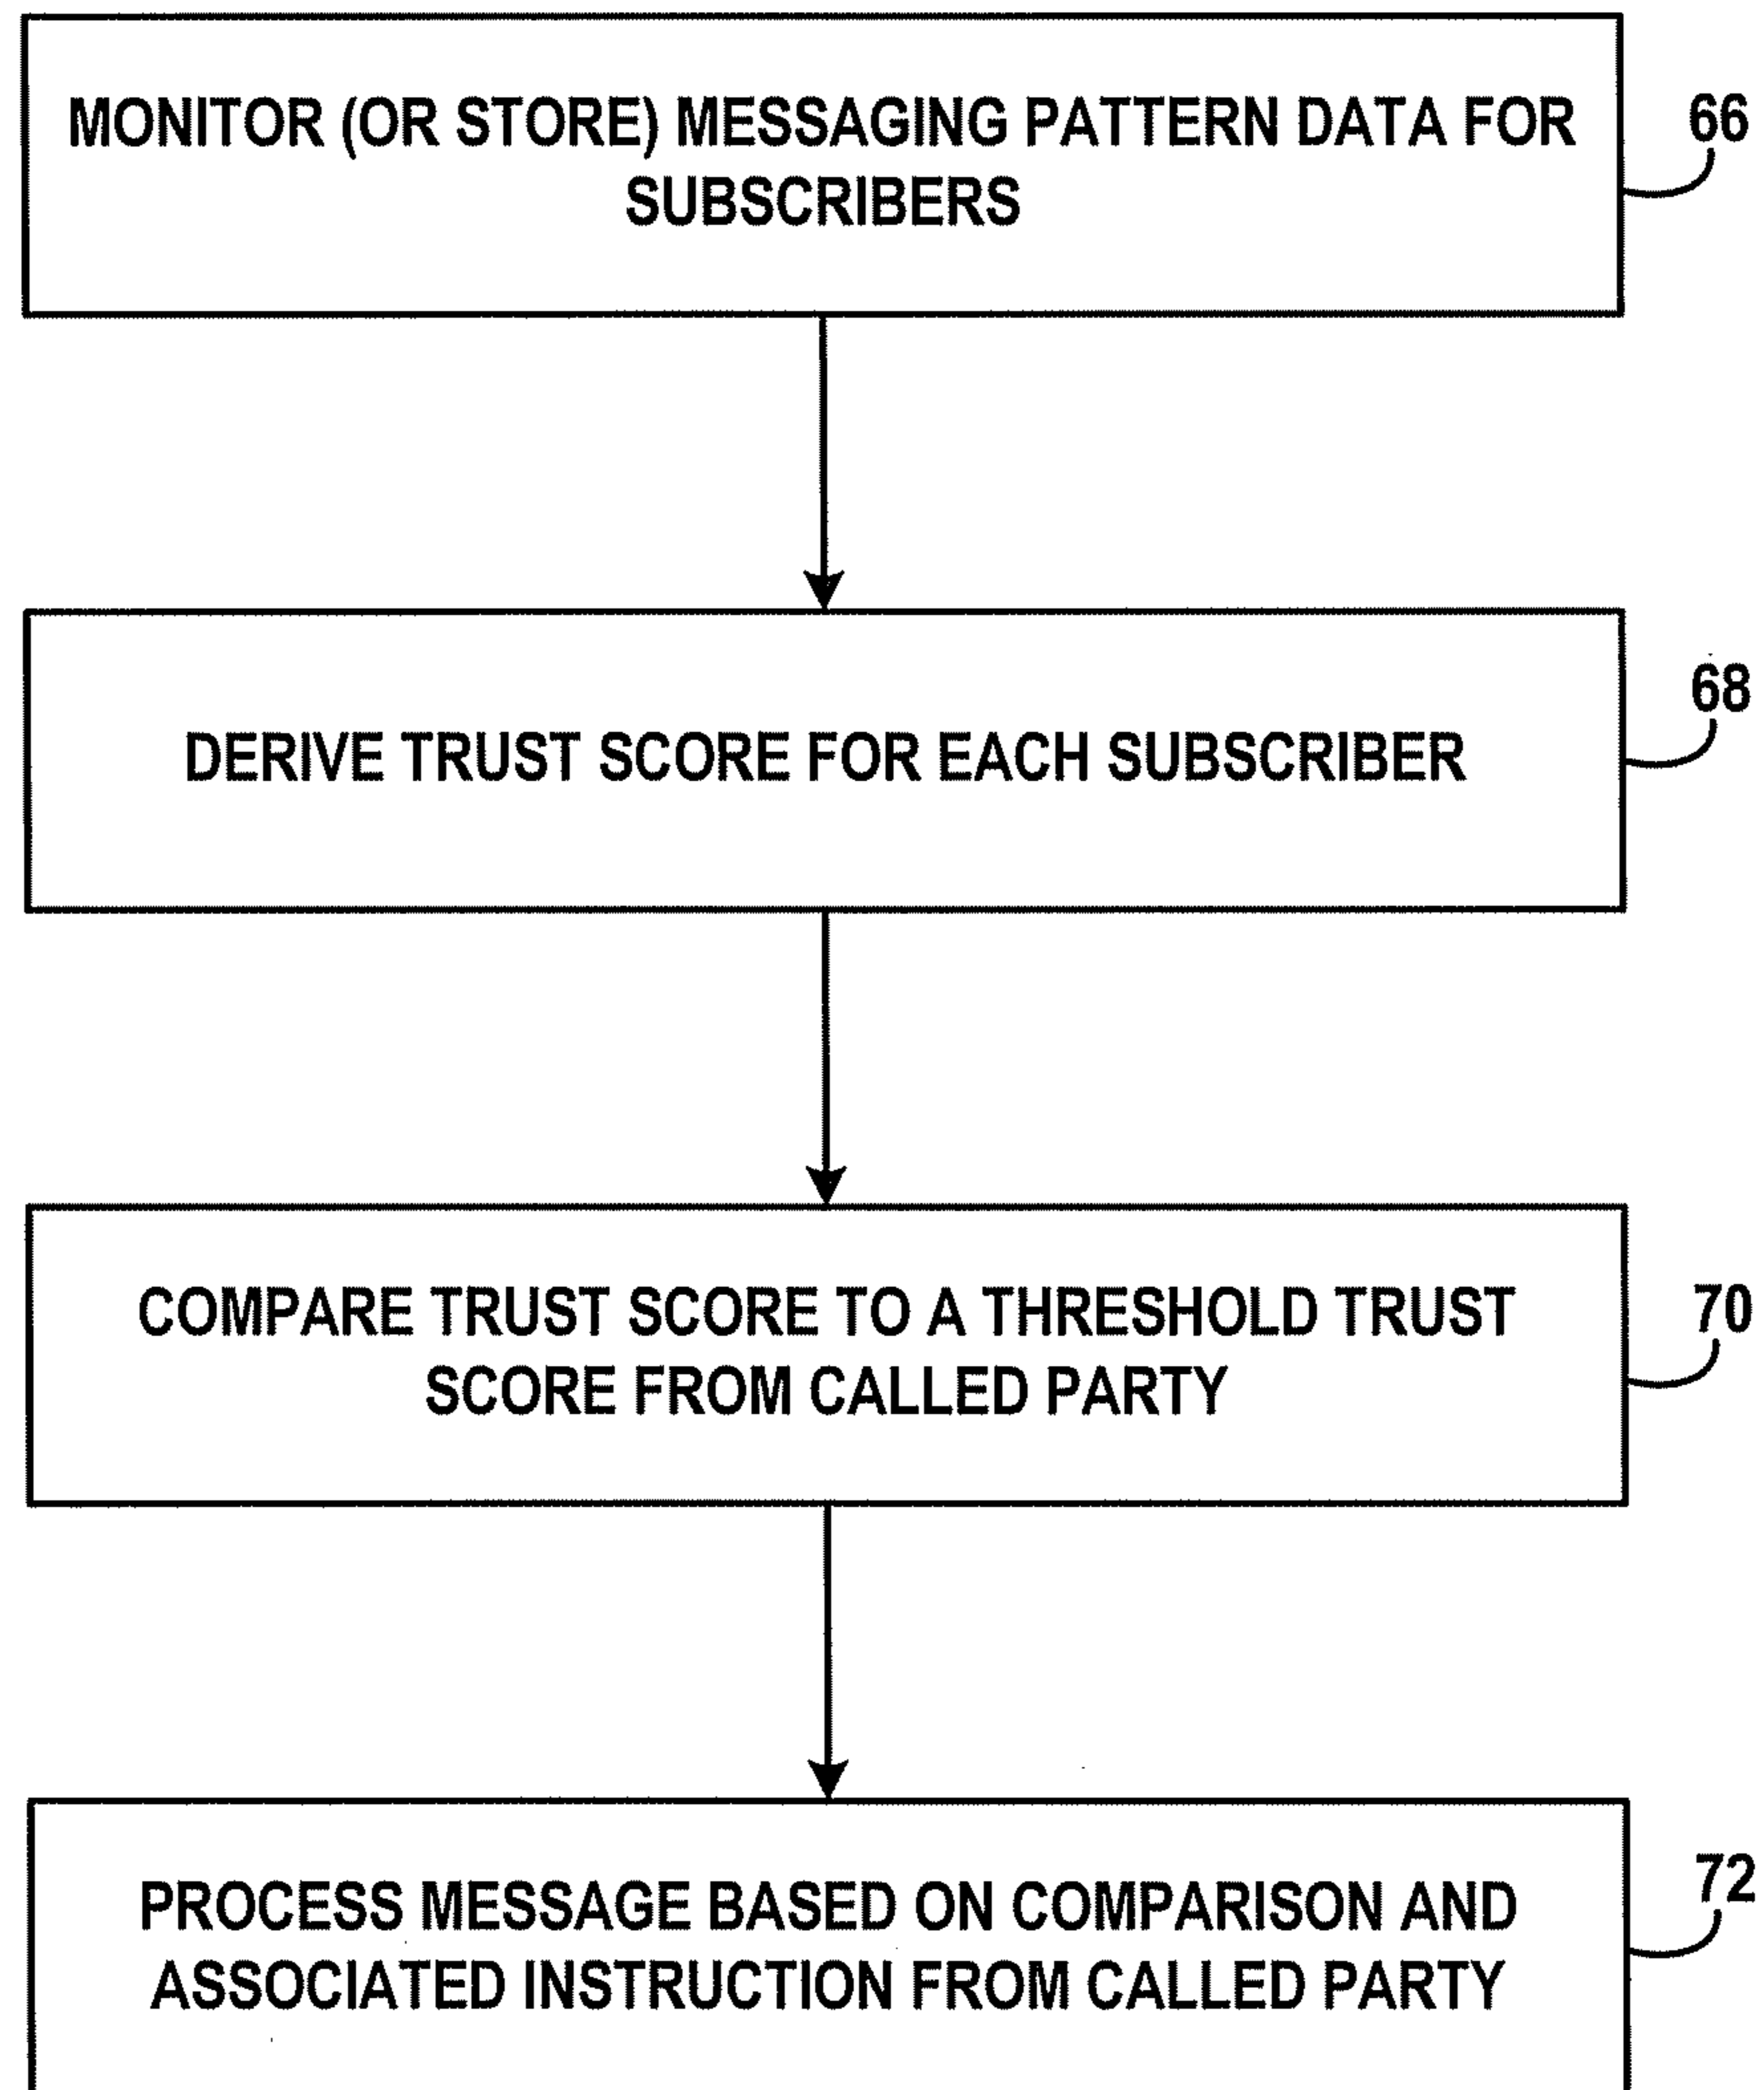 MONITOR (OR STORE) MESSAGING PATTERN DATA FOR
SUBSCRIBERS
66
DERIVE TRUST SCORE FOR EACH SUBSCRIBER
68
COMPARE TRUST SCORE TO A THRESHOLD TRUST
SCORE FROM CALLED PARTY
70
PROCESS MESSAGE BASED ON COMPARISON AND
ASSOCIATED INSTRUCTION FROM CALLED PARTY
72